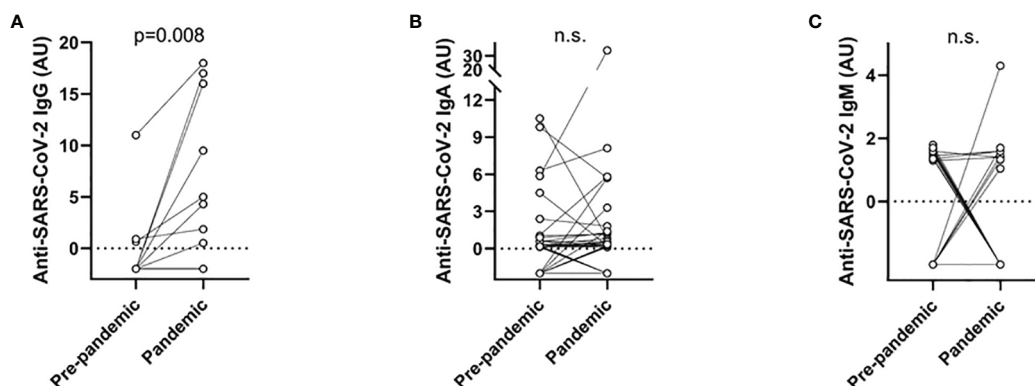 A
p=0.008
Anti-SARS-CoV-2 IgG (AU)
20
15
10
5
0
Pre-pandemic
Pandemic
B
n.s.
Anti-SARS-CoV-2 IgA (AU)
30
20
12
9
6
3
0
Pre-pandemic
Pandemic
C
n.s.
Anti-SARS-CoV-2 IgM (AU)
4
2
0
Pre-pandemic
Pandemic